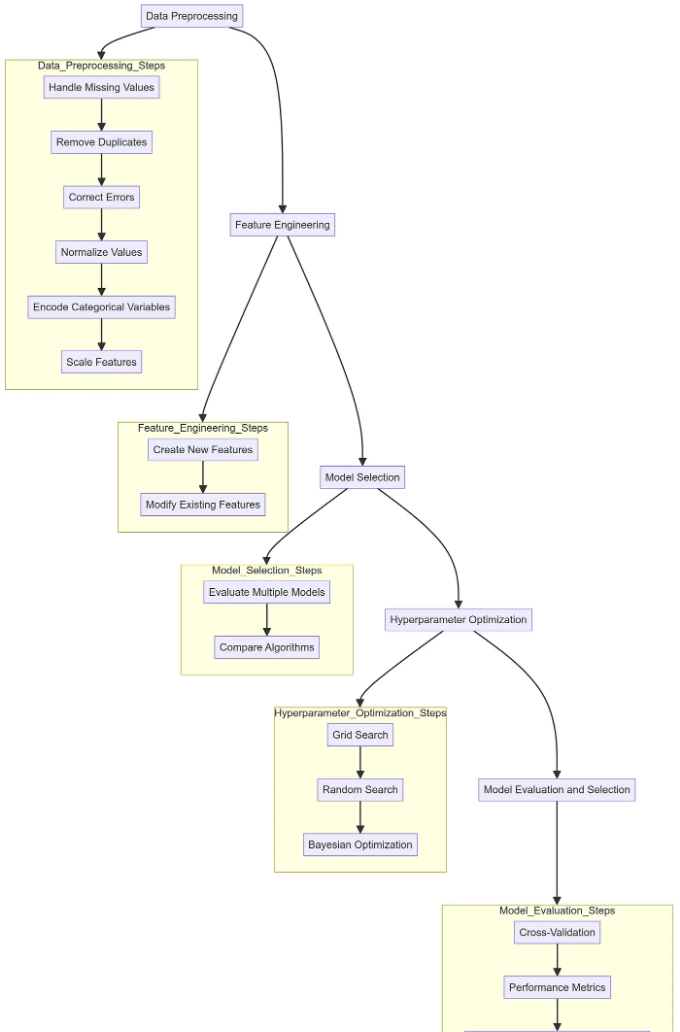 Data Preprocessing
Data_Preprocessing_Steps
Handle Missing Values
Remove Duplicates
Correct Errors
Normalize Values
Encode Categorical Variables
Scale Features
Feature Engineering
Feature_Engineering_Steps
Create New Features
Modify Existing Features
Model Selection
Model_Selection_Steps
Evaluate Multiple Models
Compare Algorithms
Hyperparameter Optimization
Hyperparameter_Optimization_Steps
Grid Search
Random Search
Bayesian Optimization
Model Evaluation and Selection
Model_Evaluation_Steps
Cross-Validation
Performance Metrics